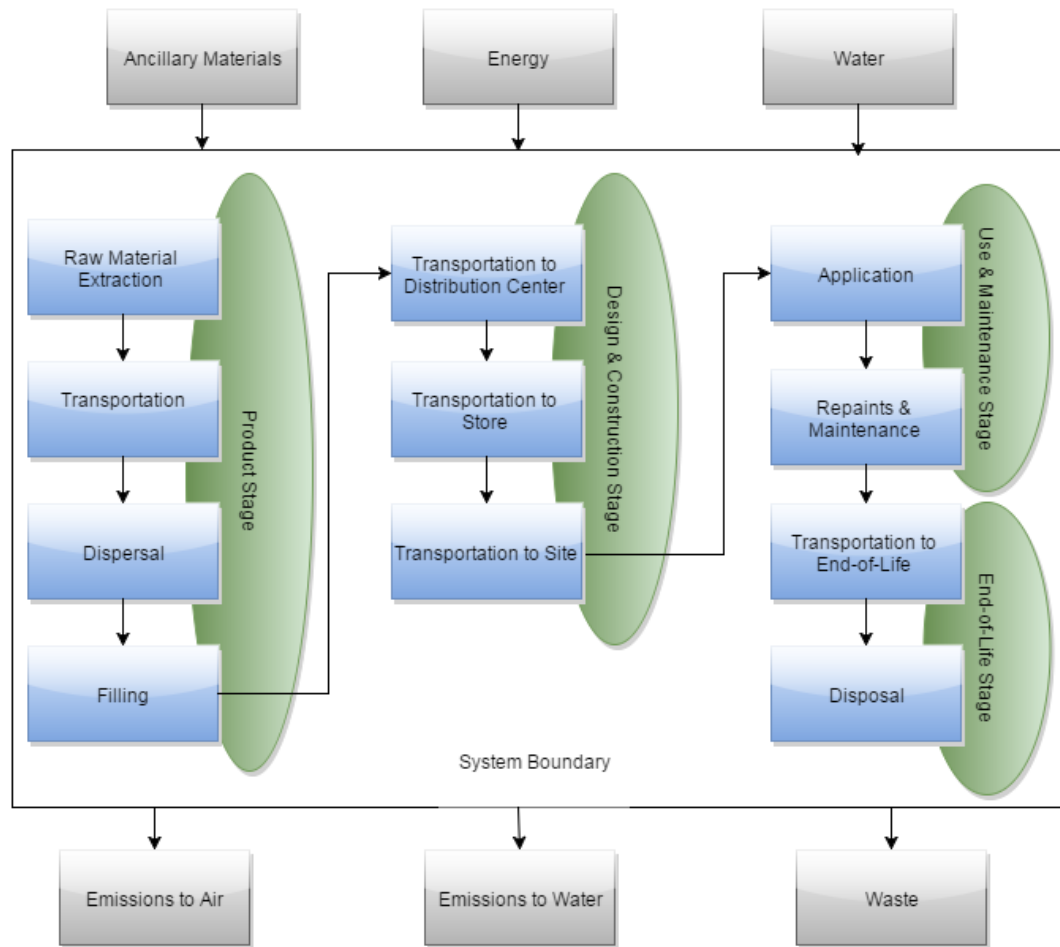 Ancillary Materials
Energy
Water
Raw Material
Extraction
Transportation
Dispersal
Filling
Product Stage
Transportation to
Distribution Center
Transportation to
Store
Transportation to Site
Design & Construction Stage
Application
Repaints &
Maintenance
Use & Maintenance Stage
Transportation to
End-of-Life
Disposal
End-of-Life Stage
System Boundary
Emissions to Air
Emissions to Water
Waste